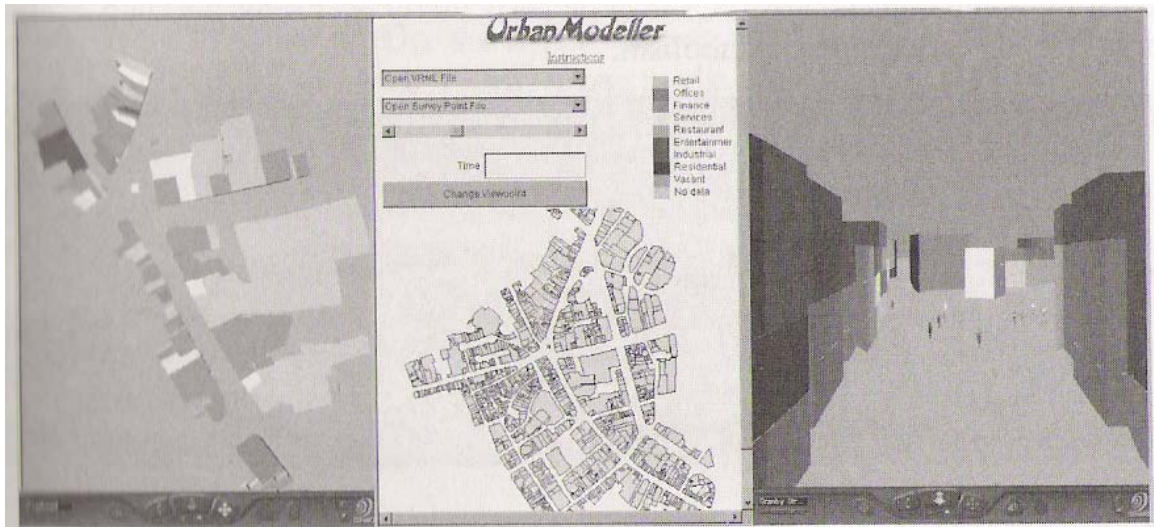 UrbanModeller
Instructions
Open VRML File
Open Survey Point File
Time
Change Viewpoint
Retail
Offices
Finance
Services
Restaurant
Entertainmer
Industrial
Residential
Vacant
No data